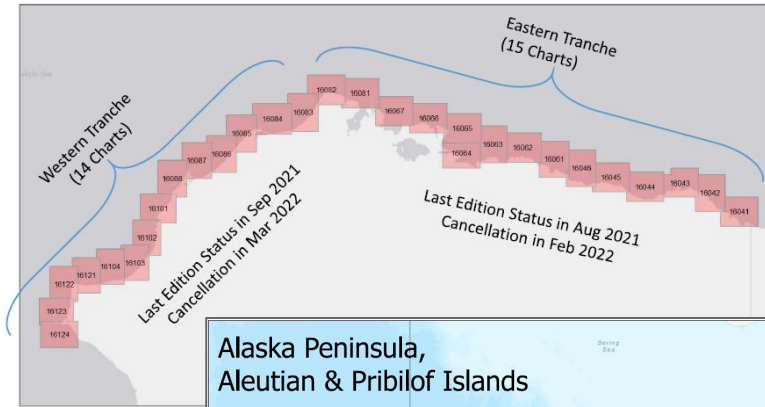 Eastern Tranche
(15 Charts)
Western Tranche
(14 Charts)
16082
16081
16083
16084
16067
16066
16065
16085
16064
16063
16062
16086
16087
16061
16046
16045
16088
16044
16043
16042
16041
16101
16102
16103
16104
16121
16122
16123
16124
Last Edition Status in Aug 2021
Cancellation in Feb 2022
Last Edition Status in Sep 2021
Cancellation in Mar 2022
Alaska Peninsula,
Aleutian & Pribilof Islands
Bering
Sea